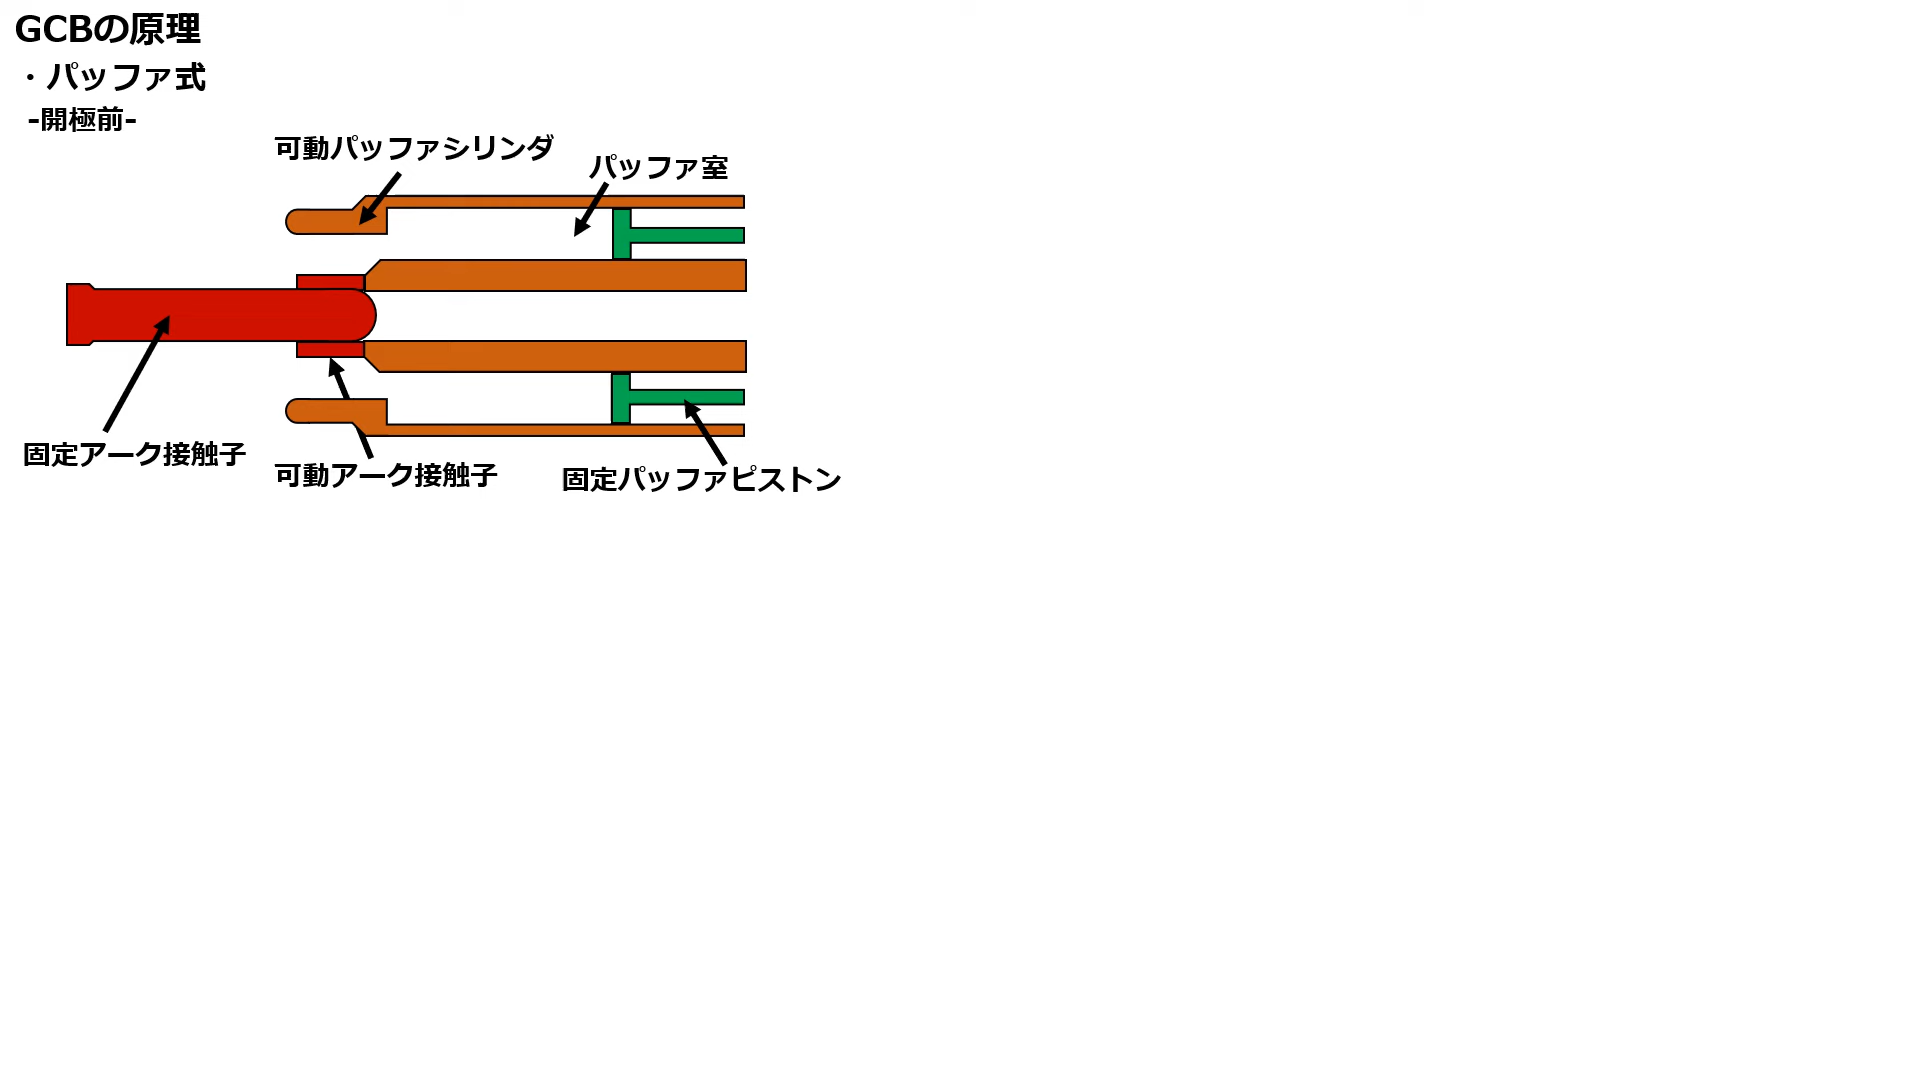 GCBの原理
・パッファ式
-開極前-
可動パッファシリンダ
パッファ室
固定アーク接触子
可動アーク接触子
固定パッファピストン